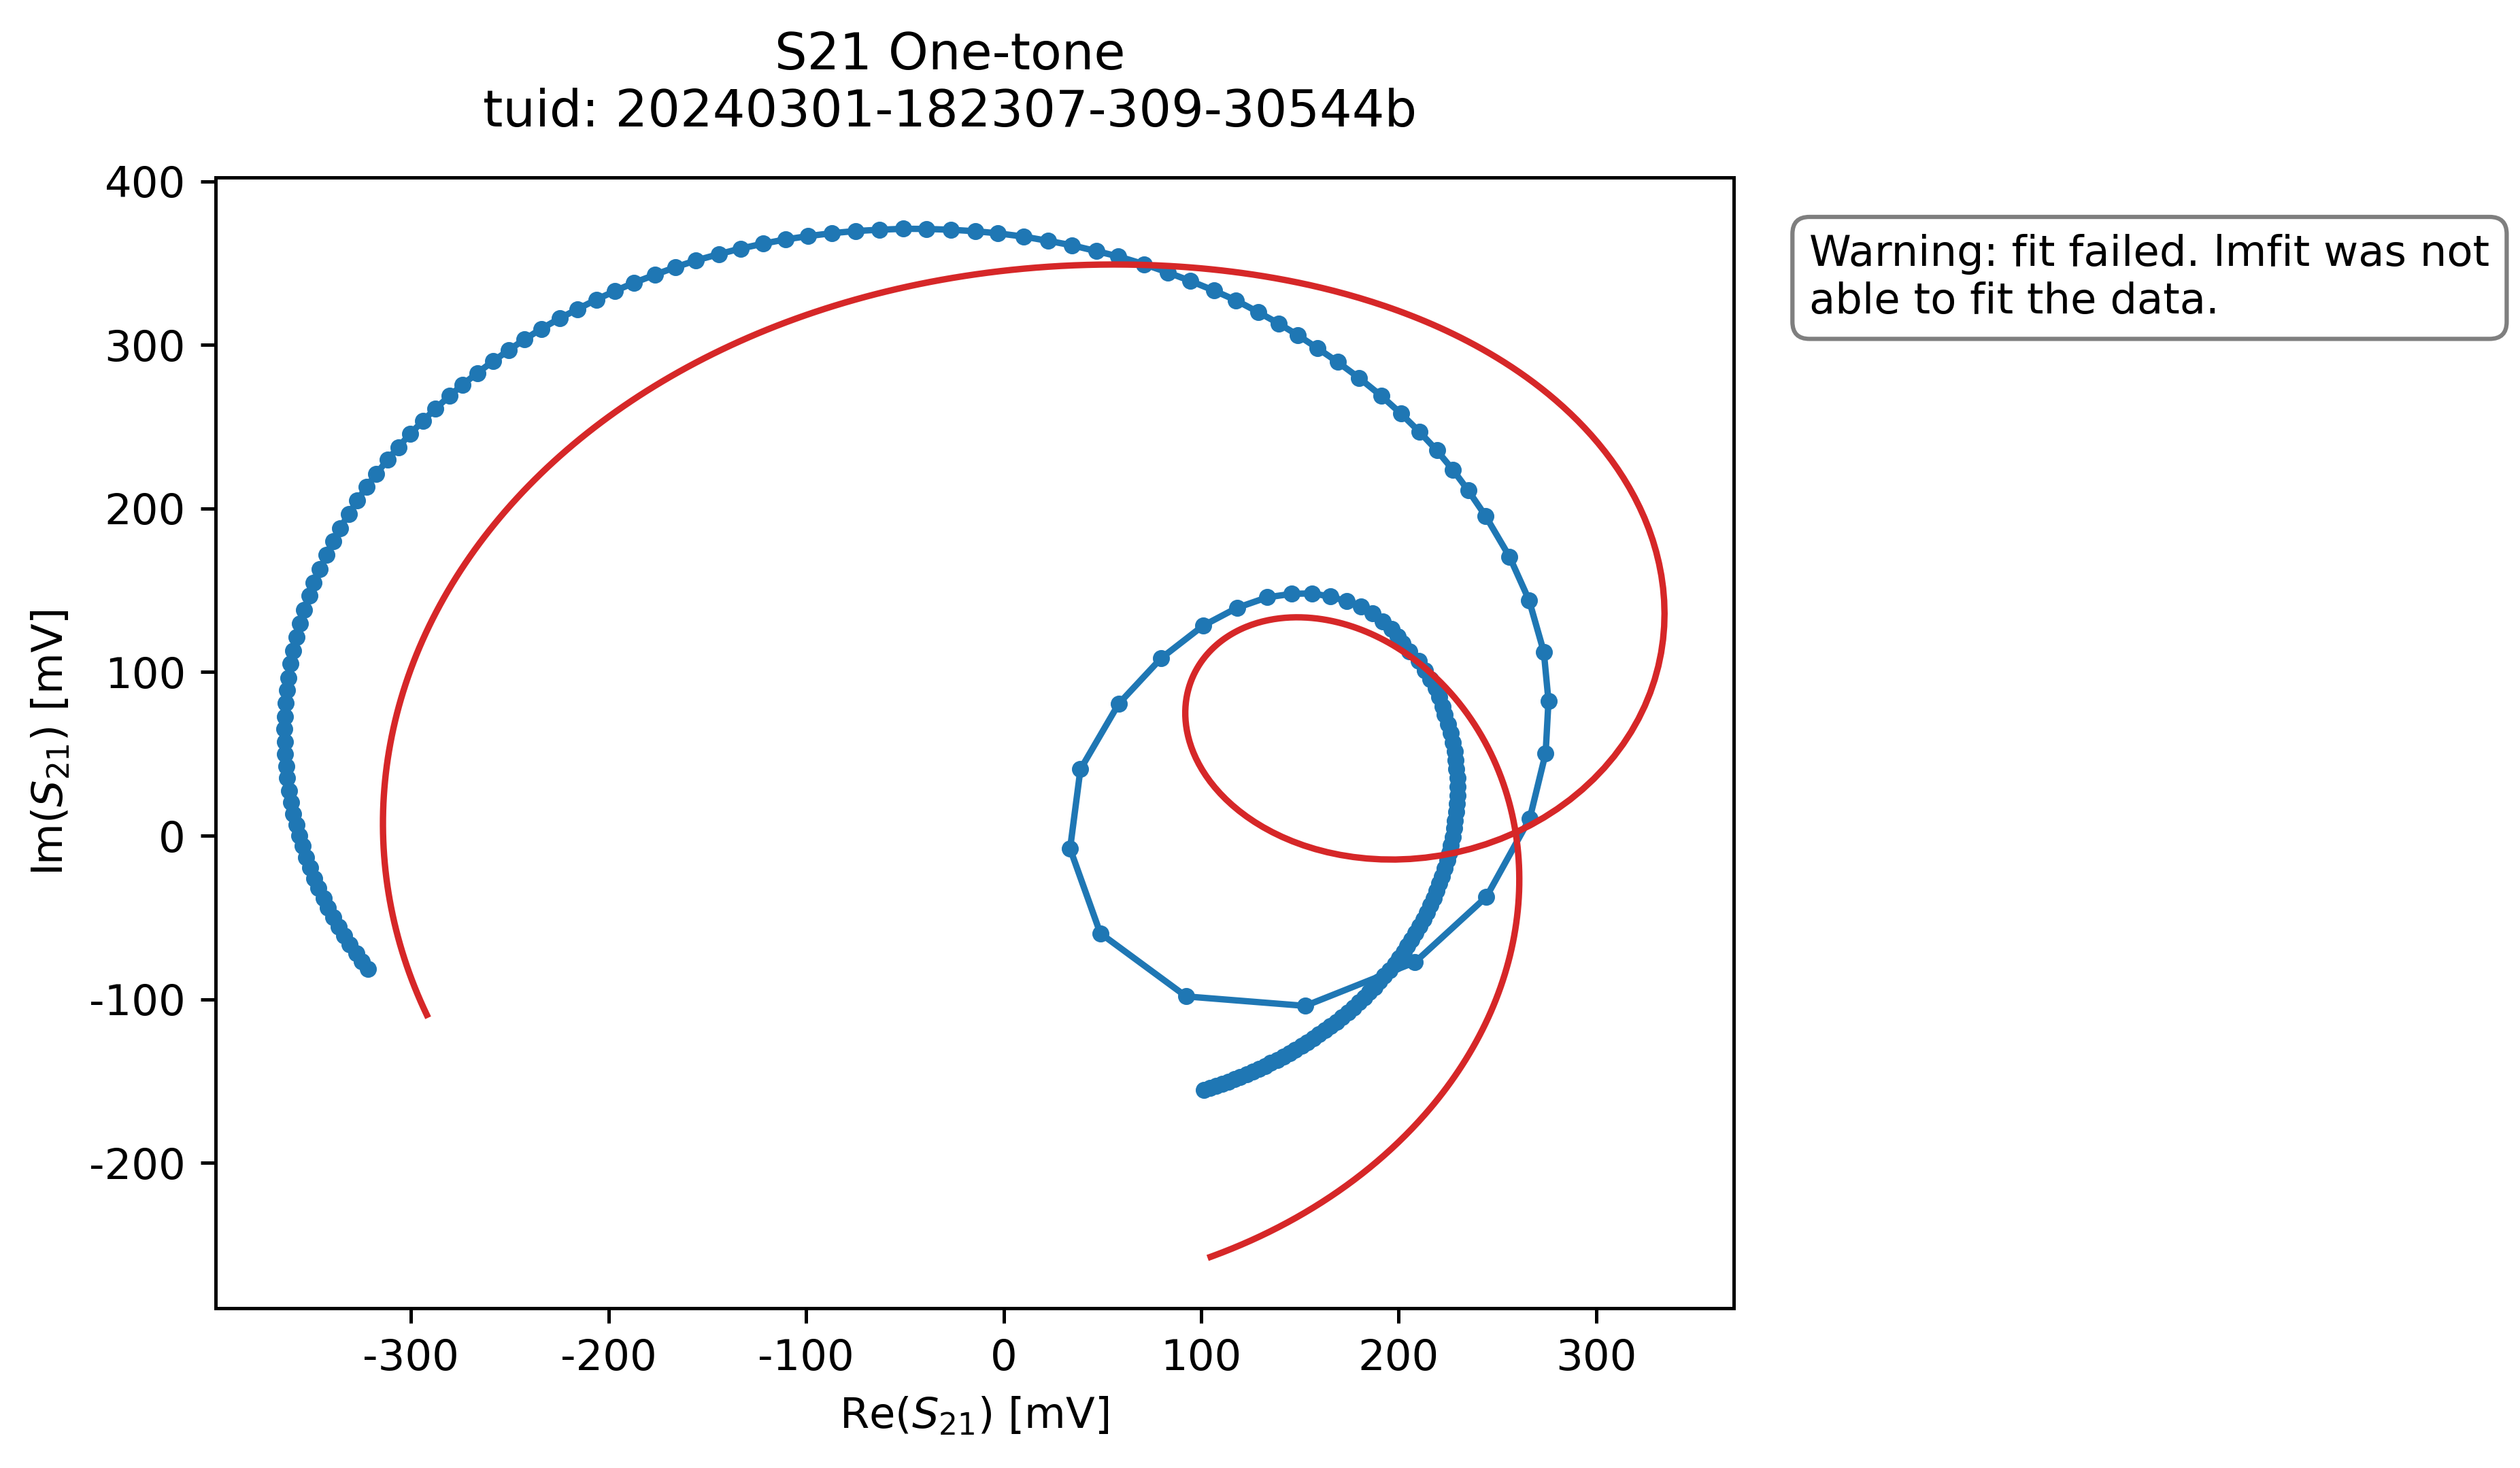 S21 One-tone
tuid: 20240301-182307-309-30544b
Warning: fit failed. lmfit was not
able to fit the data.
400
300
200
100
0
-100
-200
Im(S21) [mV]
-300
-200
-100
0
100
200
300
Re(S21) [mV]